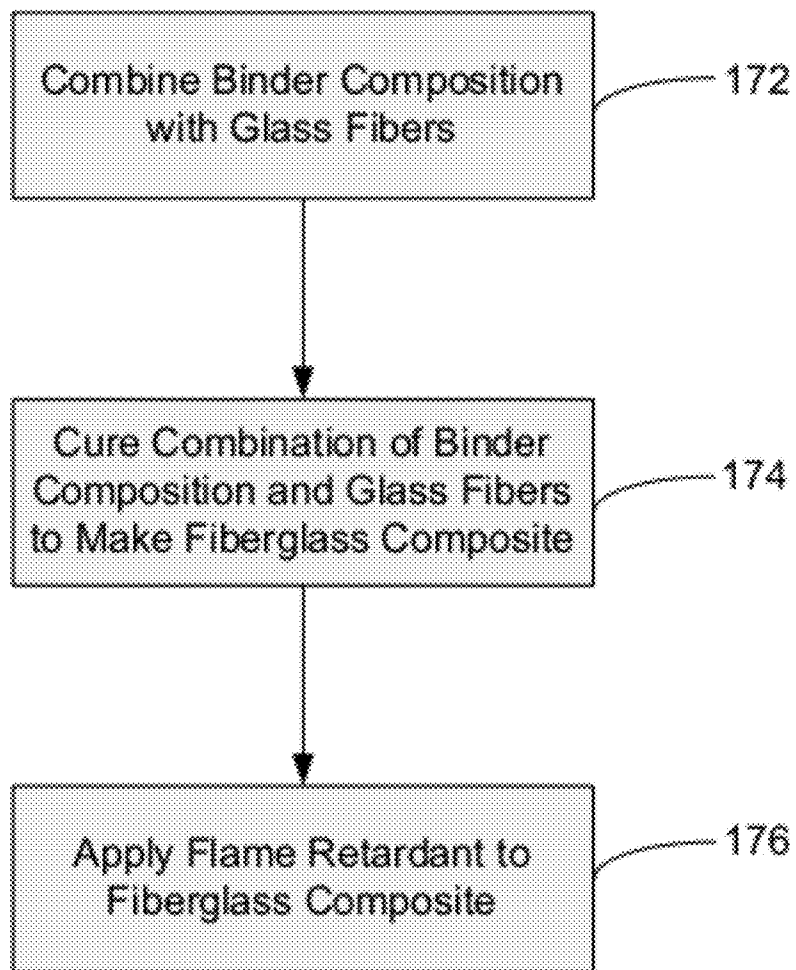 Combine Binder Composition
with Glass Fibers
172
Cure Combination of Binder
Composition and Glass Fibers
to Make Fiberglass Composite
174
Apply Flame Retardant to
Fiberglass Composite
176